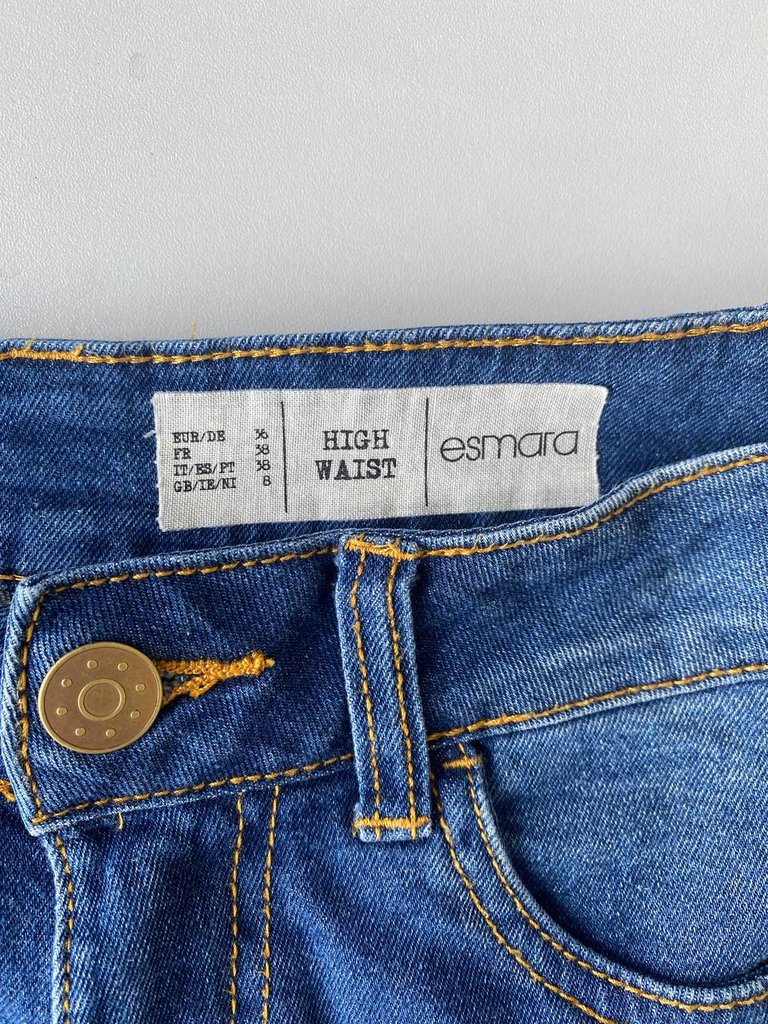 EUR/DE 36
FR 38
IT/ES/PT 38
GB/IE/NI 8
HIGH
WAIST
esmara